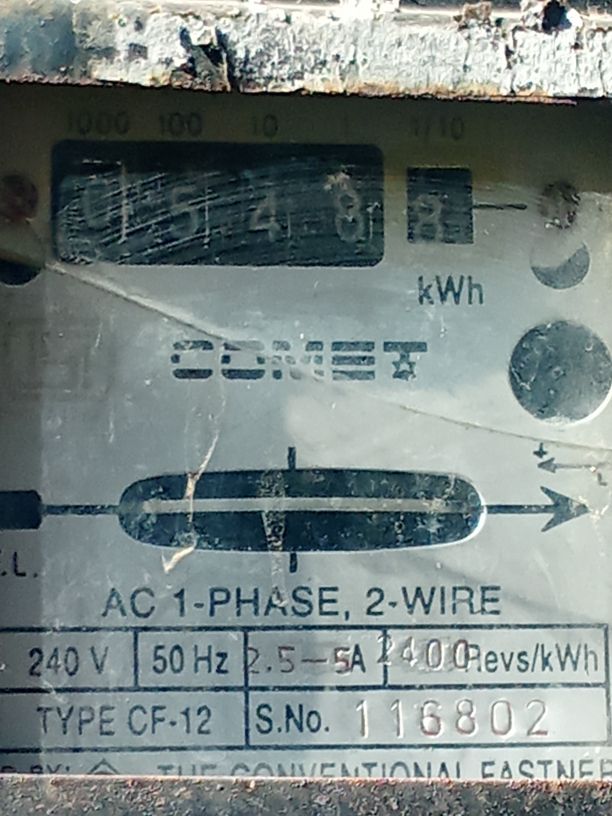 1000 100 10 1 1/10
0 5 4 8 8
kWh
COMET
+ -
.L.
AC 1-PHASE, 2-WIRE
240 V 50 Hz 2.5-5A 2400 Revs/kWh
TYPE CF-12 S.No. 116802
BY: THE CONVENTIONAL FASTNER